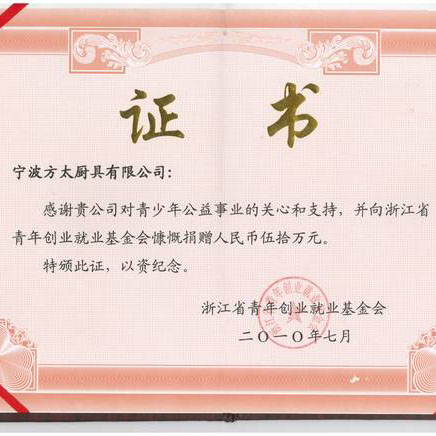 证书
宁波方太厨具有限公司：
感谢贵公司对青少年公益事业的关心和支持，并向浙江省
青年创业就业基金会慷慨捐赠人民币伍拾万元。
特颁此证，以资纪念。
浙江省青年创业就业基金会
二〇一〇年七月